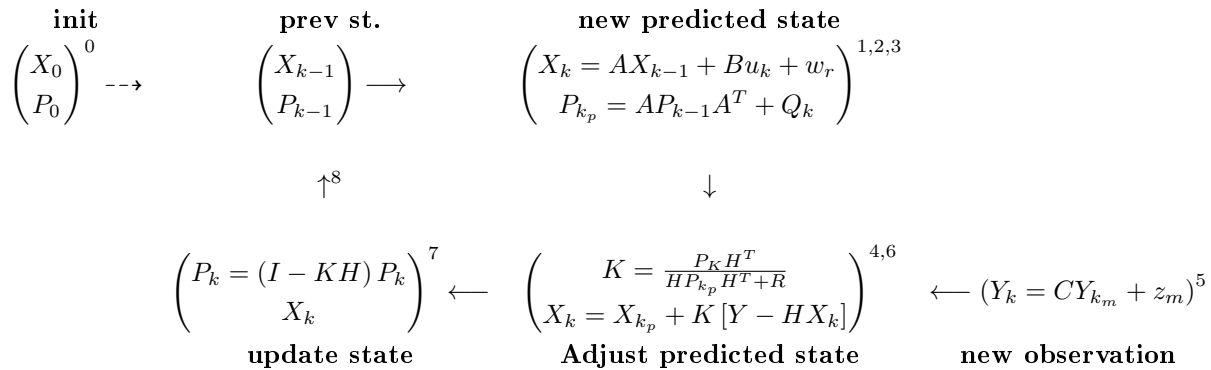 init prev st. new predicted state
(X_0 P_0)^0 ⇢ (X_{k-1} P_{k-1}) ⟶ (X_k = AX_{k-1} + Bu_k + w_r P_{k_p} = AP_{k-1}A^T + Q_k)^{1,2,3}
↑^8 ↓
(P_k = (I − KH) P_k X_k)^7 ⟵ (K = \frac{P_K H^T}{HP_{k_p}H^T+R} X_k = X_{k_p} + K [Y − HX_k])^{4,6} ⟵ (Y_k = CY_{k_m} + z_m)^5
update state Adjust predicted state new observation